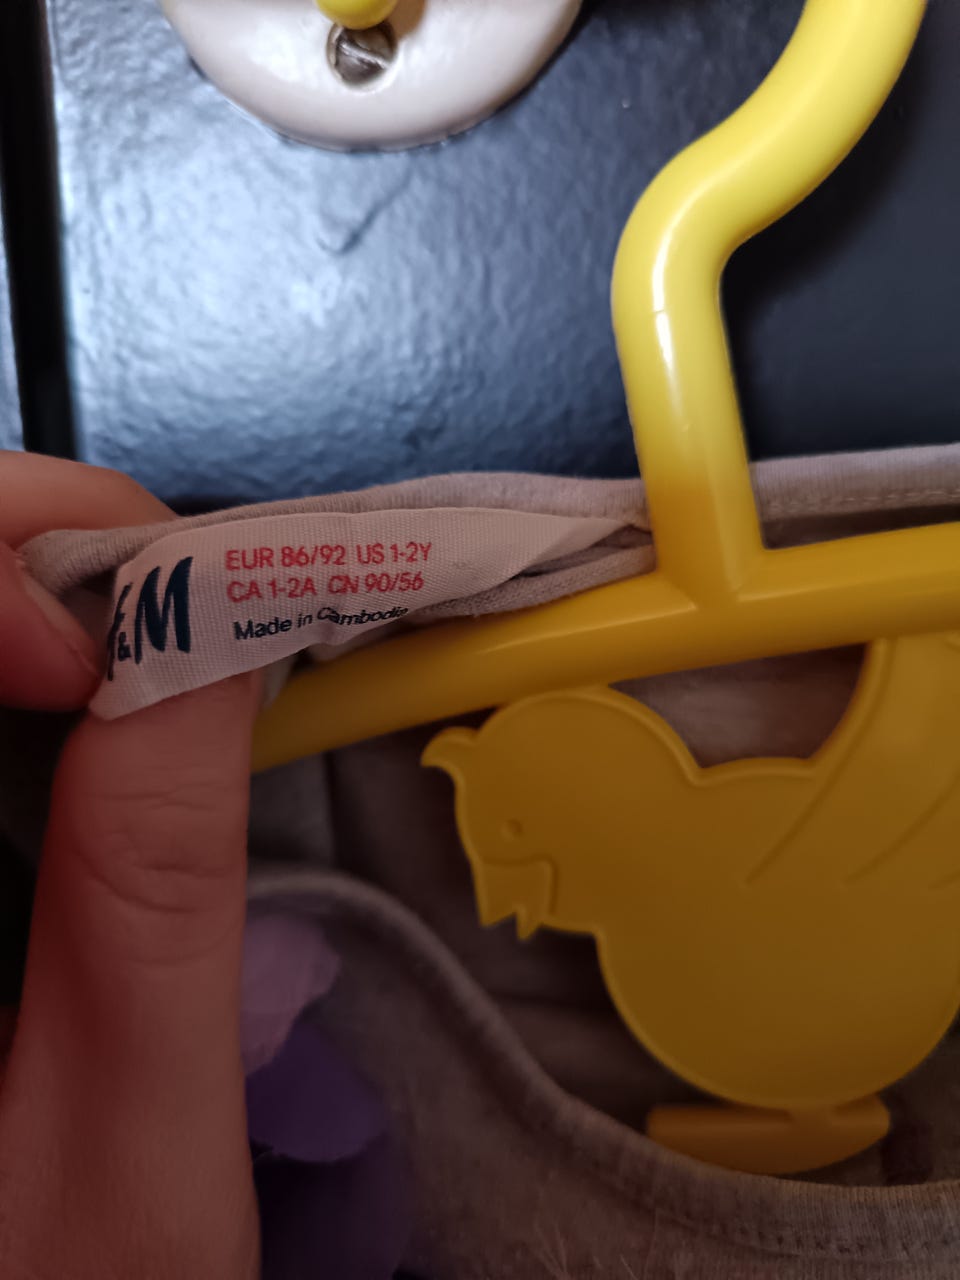 H&M
EUR 86/92 US 1-2Y
CA 1-2A CN 90/56
Made in Cambodia